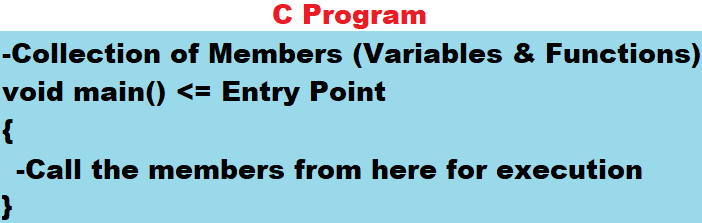 C Program
-Collection of Members (Variables & Functions)
void main() <= Entry Point
{
-Call the members from here for execution
}